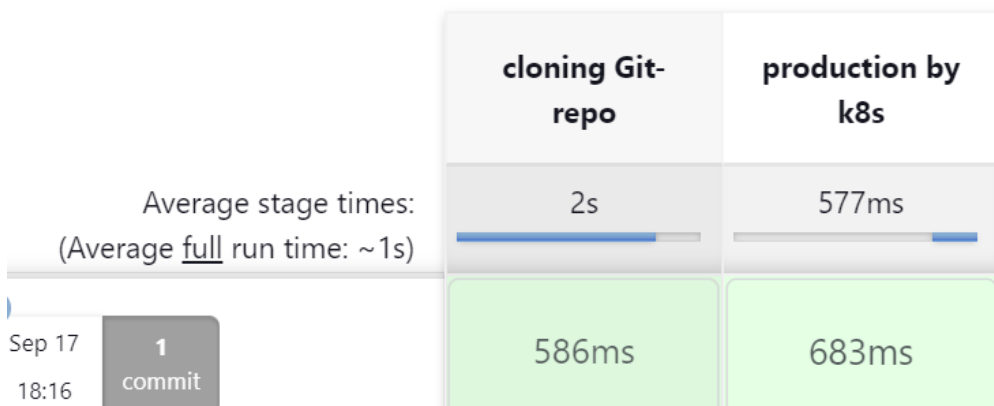 cloning Git-
repo
production by
k8s
Average stage times:
2s
577ms
(Average full run time: ~1s)
Sep 17
18:16
1
commit
586ms
683ms